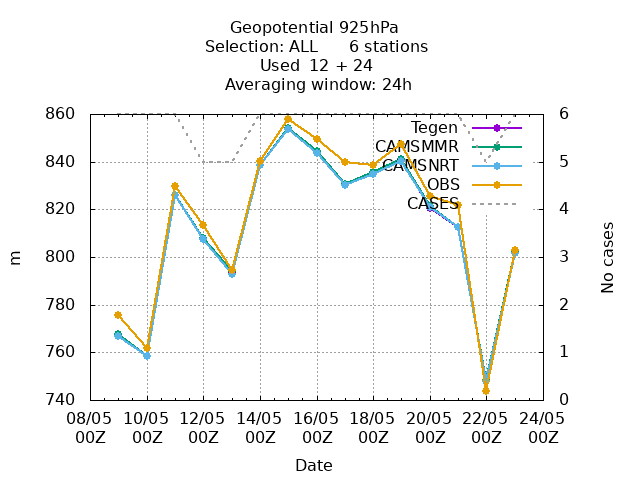 Geopotential 925hPa
Selection: ALL      6 stations
Used  12 + 24
Averaging window: 24h
860
840
820
800
780
760
740
m
6
5
4
3
2
1
0
No cases
Tegen
CAMSMMR
CAMSNRT
OBS
CASES
08/05 10/05 12/05 14/05 16/05 18/05 20/05 22/05 24/05
00Z 00Z 00Z 00Z 00Z 00Z 00Z 00Z 00Z
Date